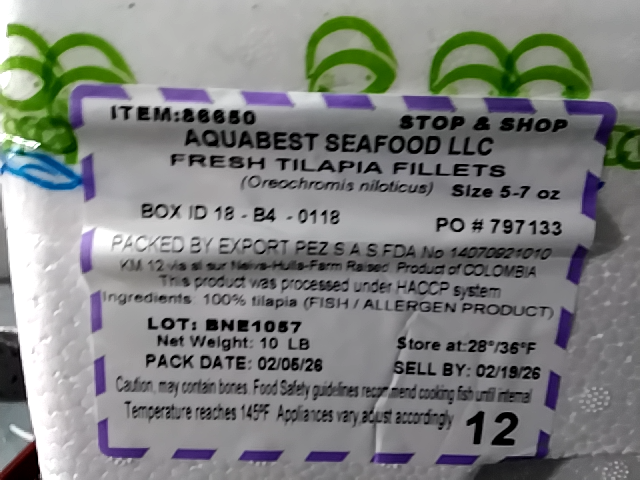 ITEM:86650
STOP & SHOP
AQUABEST SEAFOOD LLC
FRESH TILAPIA FILLETS
(Oreochromis niloticus) Size 5-7 oz
BOX ID 18 - B4 - 0118
PO # 797133
PACKED BY EXPORT PEZ S A S FDA No 14070921010
KM 12 via al sur Neiva-Huila-Farm Raised. Product of COLOMBIA
This product was processed under HACCP system
Ingredients: 100% tilapia (FISH / ALLERGEN PRODUCT)
LOT: BNE1057
Net Weight: 10 LB
Store at:28°/36°F
PACK DATE: 02/05/26
SELL BY: 02/19/26
Caution, may contain bones. Food Safety guidelines recommend cooking fish until internal
Temperature reaches 145ºF Appliances vary,adjust accordingly
12